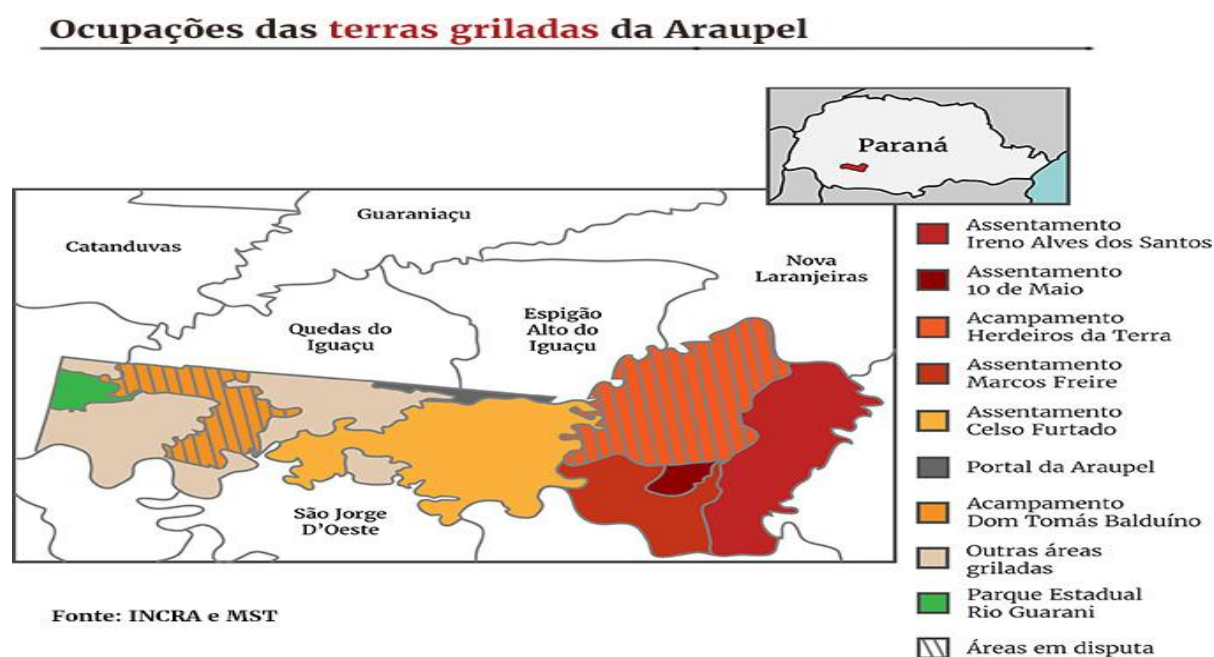 Ocupações das terras griladas da Araupel
Paraná
Guaraniaçu
Catanduvas
Nova
Laranjeiras
Espigão
Alto do
Iguaçu
Quedas do
Iguaçu
São Jorge
D'Oeste
Assentamento
Ireno Alves dos Santos
Assentamento
10 de Maio
Acampamento
Herdeiros da Terra
Assentamento
Marcos Freire
Assentamento
Celso Furtado
Portal da Araupel
Acampamento
Dom Tomás Balduíno
Outras áreas
griladas
Parque Estadual
Rio Guarani
Áreas em disputa
Fonte: INCRA e MST